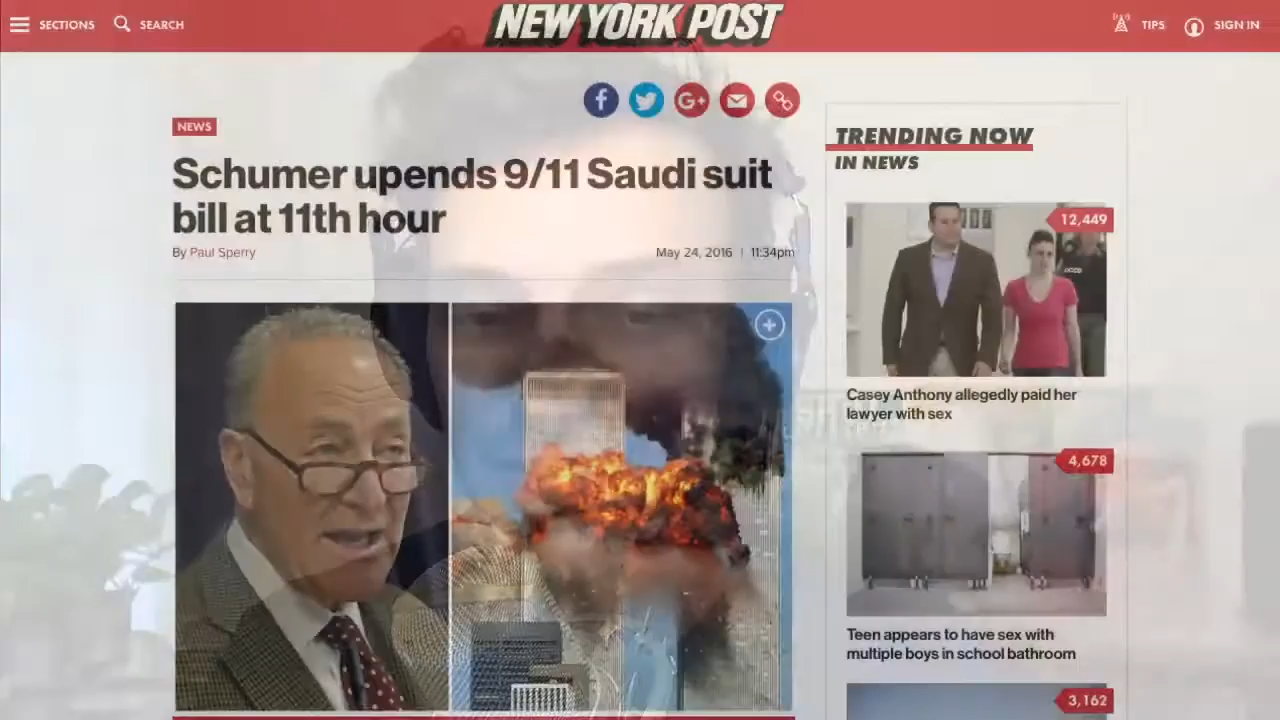 SECTIONS
SEARCH
NEW YORK POST
TIPS
SIGN IN
NEWS
Schumer upends 9/11 Saudi suit
bill at 11th hour
By Paul Sperry
May 24, 2016 | 11:34pm
TRENDING NOW
IN NEWS
12,449
Casey Anthony allegedly paid her
lawyer with sex
4,678
Teen appears to have sex with
multiple boys in school bathroom
3,162